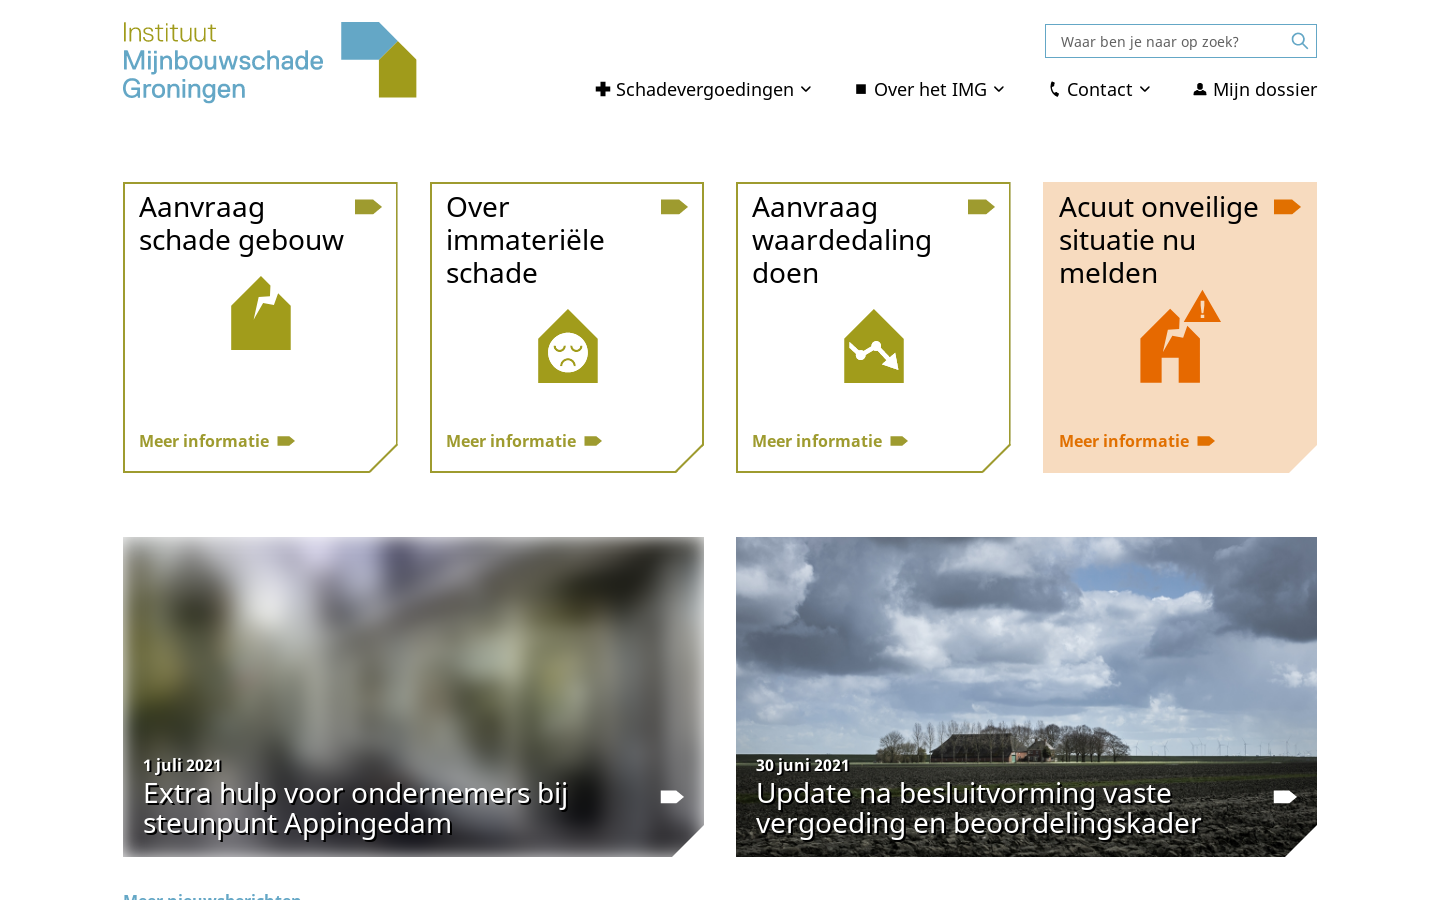 Instituut
Mijnbouwschade
Groningen
Waar ben je naar op zoek?
Schadevergoedingen
Over het IMG
Contact
Mijn dossier
Aanvraag
schade gebouw
Meer informatie
Over
immateriële
schade
Meer informatie
Aanvraag
waardedaling
doen
Meer informatie
Acuut onveilige
situatie nu
melden
Meer informatie
1 juli 2021
Extra hulp voor ondernemers bij
steunpunt Appingedam
30 juni 2021
Update na besluitvorming vaste
vergoeding en beoordelingskader
Meer nieuwsberichten